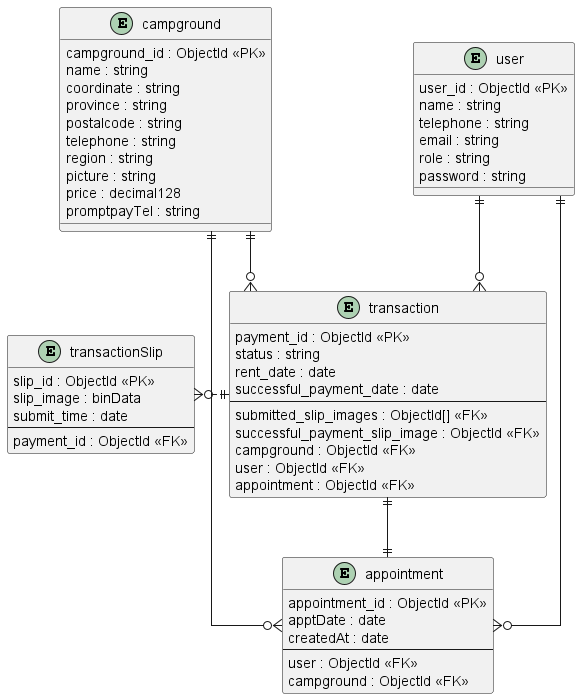 E campground
campground_id : ObjectId «PK»
name : string
coordinate : string
province : string
postalcode : string
telephone : string
region : string
picture : string
price : decimal128
promptpayTel : string
E user
user_id : ObjectId «PK»
name : string
telephone : string
email : string
role : string
password : string
E transaction
payment_id : ObjectId «PK»
status : string
rent_date : date
successful_payment_date : date
submitted_slip_images : ObjectId[] «FK»
successful_payment_slip_image : ObjectId «FK»
campground : ObjectId «FK»
user : ObjectId «FK»
appointment : ObjectId «FK»
E transactionSlip
slip_id : ObjectId «PK»
slip_image : binData
submit_time : date
payment_id : ObjectId «FK»
E appointment
appointment_id : ObjectId «PK»
apptDate : date
createdAt : date
user : ObjectId «FK»
campground : ObjectId «FK»